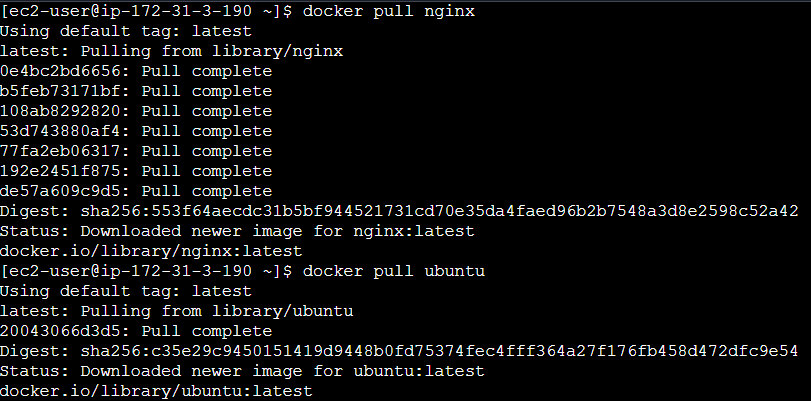 [ec2-user@ip-172-31-3-190 ~]$ docker pull nginx
Using default tag: latest
latest: Pulling from library/nginx
0e4bc2bd6656: Pull complete
b5feb73171bf: Pull complete
108ab8292820: Pull complete
53d743880af4: Pull complete
77fa2eb06317: Pull complete
192e2451f875: Pull complete
de57a609c9d5: Pull complete
Digest: sha256:553f64aecdc31b5bf944521731cd70e35da4faed96b2b7548a3d8e2598c52a42
Status: Downloaded newer image for nginx:latest
docker.io/library/nginx:latest
[ec2-user@ip-172-31-3-190 ~]$ docker pull ubuntu
Using default tag: latest
latest: Pulling from library/ubuntu
20043066d3d5: Pull complete
Digest: sha256:c35e29c9450151419d9448b0fd75374fec4fff364a27f176fb458d472dfc9e54
Status: Downloaded newer image for ubuntu:latest
docker.io/library/ubuntu:latest